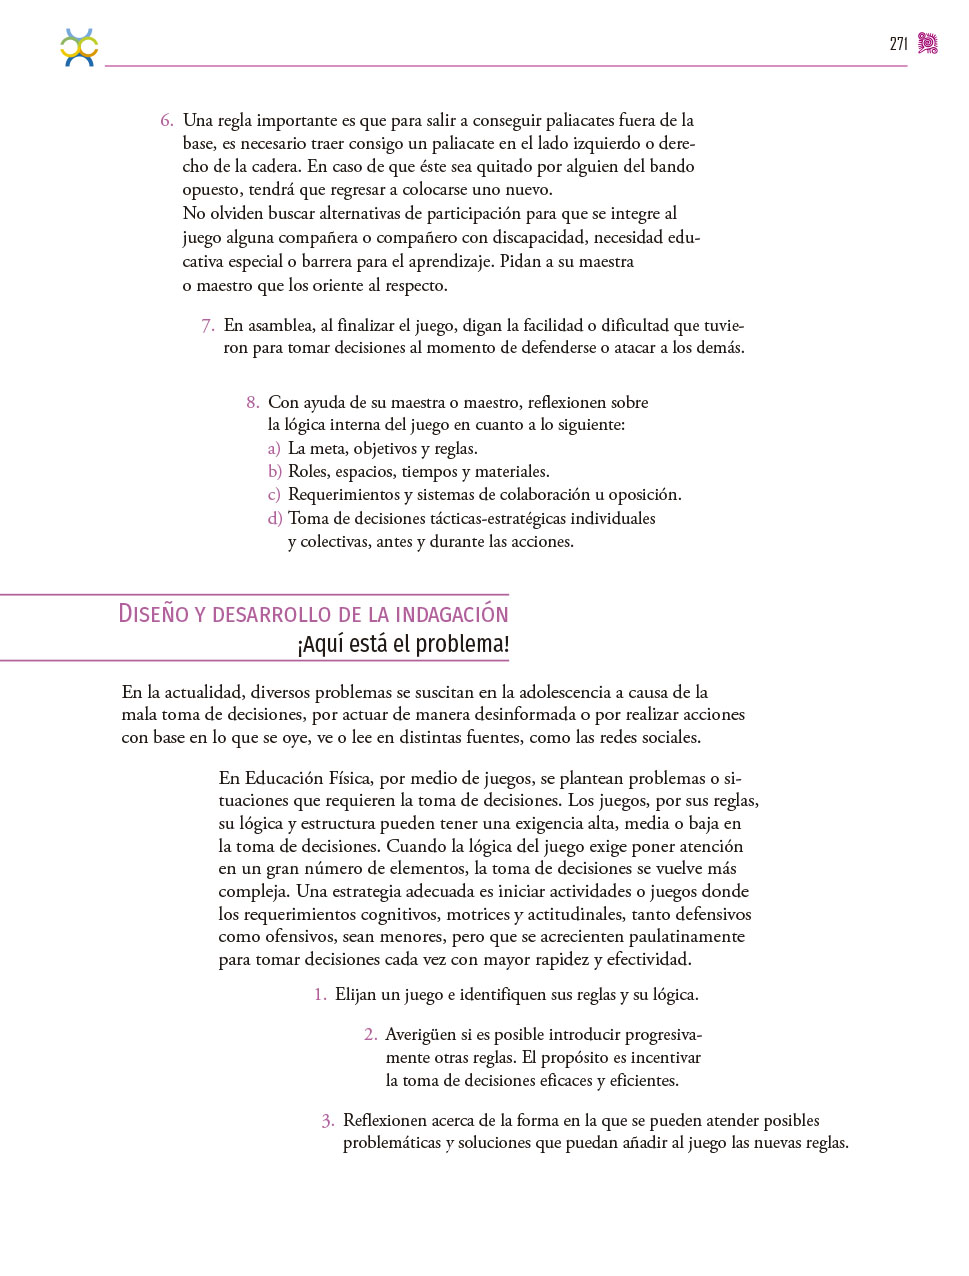 271
6. Una regla importante es que para salir a conseguir paliacates fuera de la
base, es necesario traer consigo un paliacate en el lado izquierdo o dere-
cho de la cadera. En caso de que éste sea quitado por alguien del bando
opuesto, tendrá que regresar a colocarse uno nuevo.
No olviden buscar alternativas de participación para que se integre al
juego alguna compañera o compañero con discapacidad, necesidad edu-
cativa especial o barrera para el aprendizaje. Pidan a su maestra
o maestro que los oriente al respecto.
7. En asamblea, al finalizar el juego, digan la facilidad o dificultad que tuvie-
ron para tomar decisiones al momento de defenderse o atacar a los demás.
8. Con ayuda de su maestra o maestro, reflexionen sobre
la lógica interna del juego en cuanto a lo siguiente:
a) La meta, objetivos y reglas.
b) Roles, espacios, tiempos y materiales.
c) Requerimientos y sistemas de colaboración u oposición.
d) Toma de decisiones tácticas-estratégicas individuales
y colectivas, antes y durante las acciones.
Diseño y desarrollo de la indagación
¡Aquí está el problema!
En la actualidad, diversos problemas se suscitan en la adolescencia a causa de la
mala toma de decisiones, por actuar de manera desinformada o por realizar acciones
con base en lo que se oye, ve o lee en distintas fuentes, como las redes sociales.
En Educación Física, por medio de juegos, se plantean problemas o si-
tuaciones que requieren la toma de decisiones. Los juegos, por sus reglas,
su lógica y estructura pueden tener una exigencia alta, media o baja en
la toma de decisiones. Cuando la lógica del juego exige poner atención
en un gran número de elementos, la toma de decisiones se vuelve más
compleja. Una estrategia adecuada es iniciar actividades o juegos donde
los requerimientos cognitivos, motrices y actitudinales, tanto defensivos
como ofensivos, sean menores, pero que se acrecienten paulatinamente
para tomar decisiones cada vez con mayor rapidez y efectividad.
1. Elijan un juego e identifiquen sus reglas y su lógica.
2. Averigüen si es posible introducir progresiva-
mente otras reglas. El propósito es incentivar
la toma de decisiones eficaces y eficientes.
3. Reflexionen acerca de la forma en la que se pueden atender posibles
problemáticas y soluciones que puedan añadir al juego las nuevas reglas.